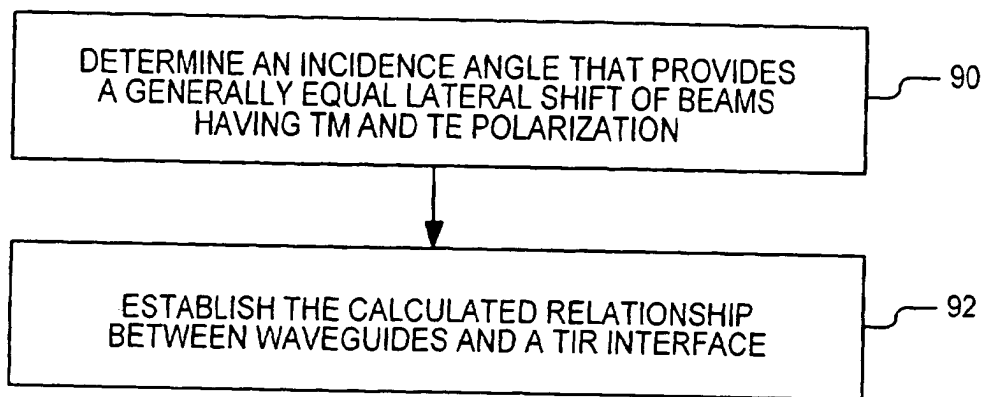 DETERMINE AN INCIDENCE ANGLE THAT PROVIDES
A GENERALLY EQUAL LATERAL SHIFT OF BEAMS
HAVING TM AND TE POLARIZATION
90
ESTABLISH THE CALCULATED RELATIONSHIP
BETWEEN WAVEGUIDES AND A TIR INTERFACE
92